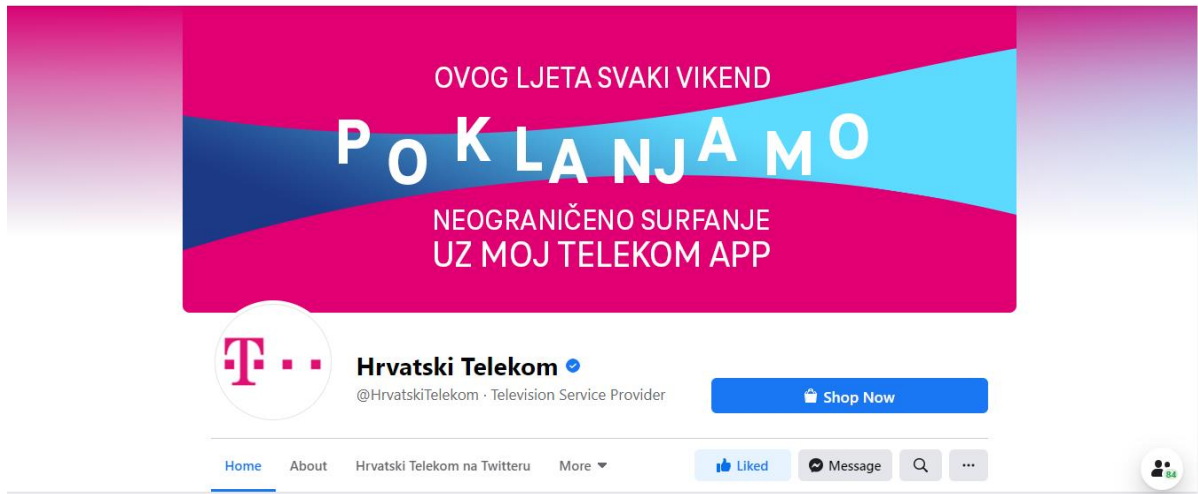 OVOG LJETA SVAKI VIKEND
POKLANJAMO
NEOGRANIČENO SURFANJE
UZ MOJ TELEKOM APP
T
Hrvatski Telekom
@HrvatskiTelekom · Television Service Provider
Shop Now
Home About Hrvatski Telekom na Twitteru More Liked Message
84